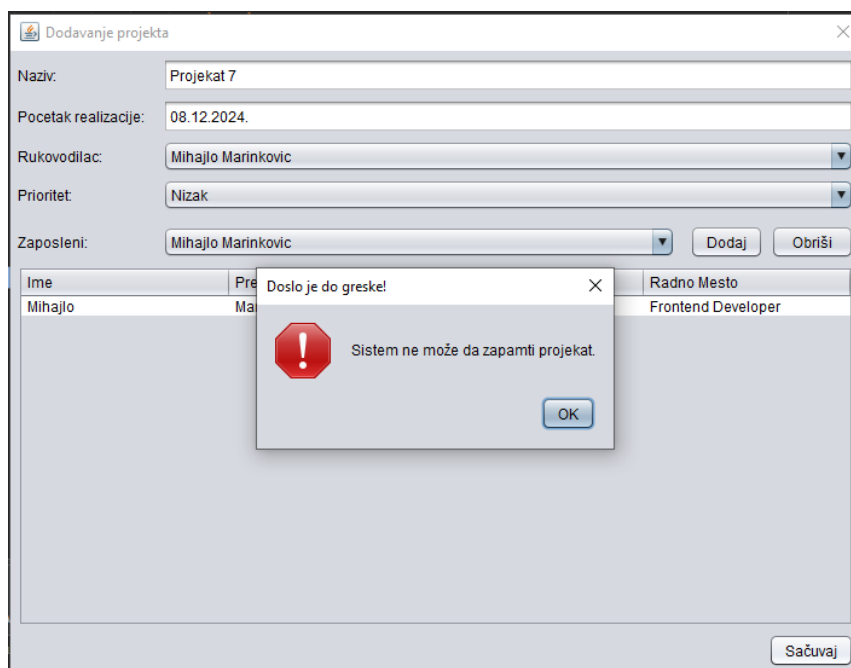 Dodavanje projekta
Naziv: Projekat 7
Pocetak realizacije: 08.12.2024.
Rukovodilac: Mihajlo Marinkovic
Prioritet: Nizak
Zaposleni: Mihajlo Marinkovic Dodaj Obriši
Ime Pre Radno Mesto
Mihajlo Mar Frontend Developer
Doslo je do greske!
Sistem ne može da zapamti projekat.
OK
Sačuvaj